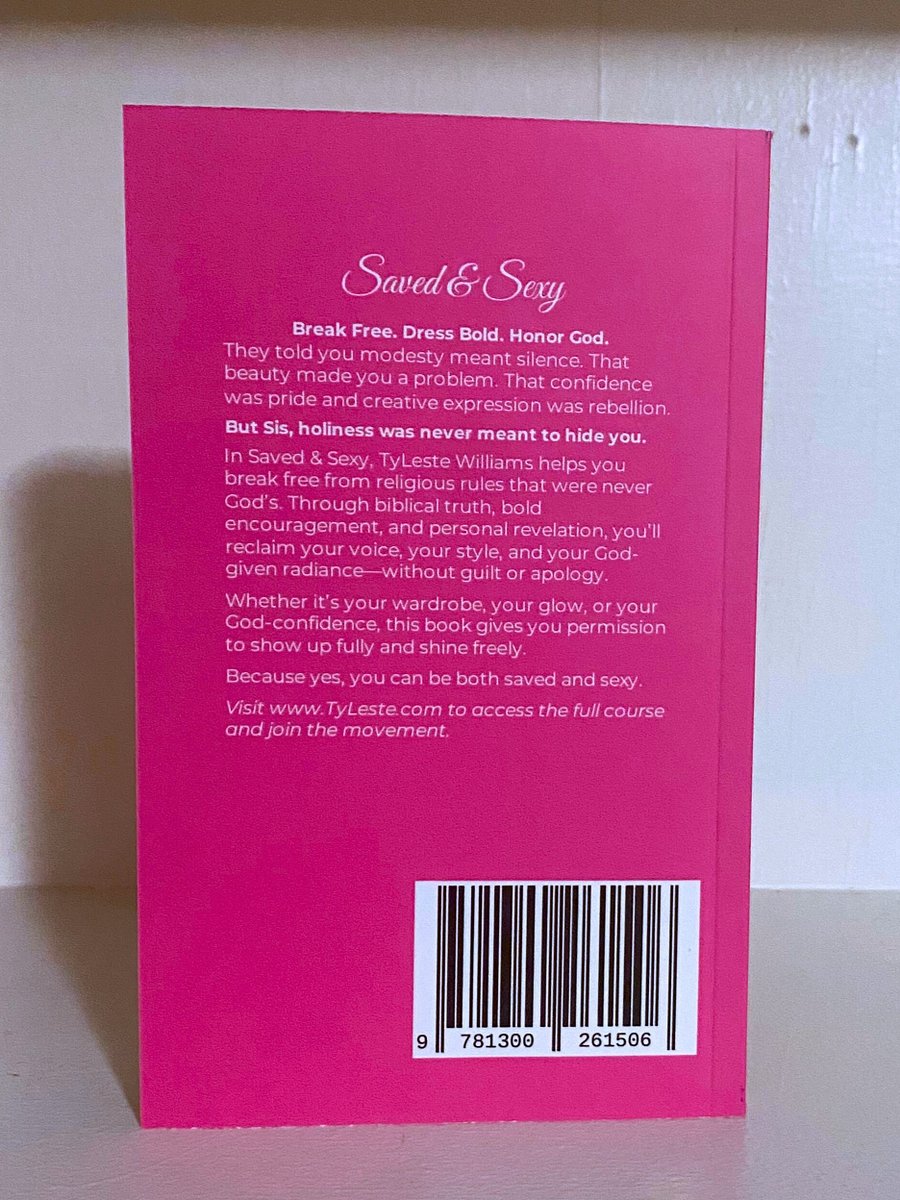 Saved & Sexy
Break Free. Dress Bold. Honor God.
They told you modesty meant silence. That
beauty made you a problem. That confidence
was pride and creative expression was rebellion.
But Sis, holiness was never meant to hide you.
In Saved & Sexy, TyLeste Williams helps you
break free from religious rules that were never
God's. Through biblical truth, bold
encouragement, and personal revelation, you'll
reclaim your voice, your style, and your God-
given radiance—without guilt or apology.
Whether it's your wardrobe, your glow, or your
God-confidence, this book gives you permission
to show up fully and shine freely.
Because yes, you can be both saved and sexy.
Visit www.TyLeste.com to access the full course
and join the movement.
9 781300 261506